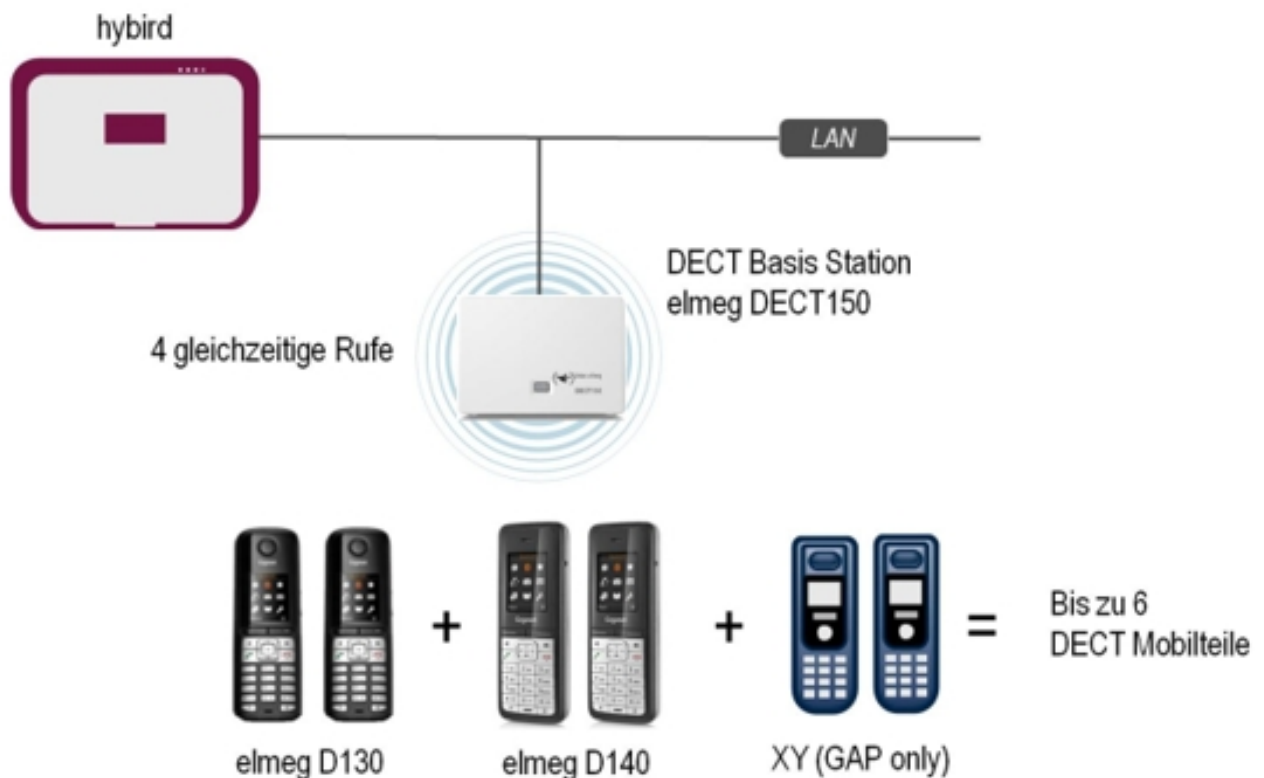 hybird
LAN
DECT Basis Station
elmeg DECT150
4 gleichzeitige Rufe
+
+
=
Bis zu 6
DECT Mobilteile
elmeg D130
elmeg D140
XY (GAP only)